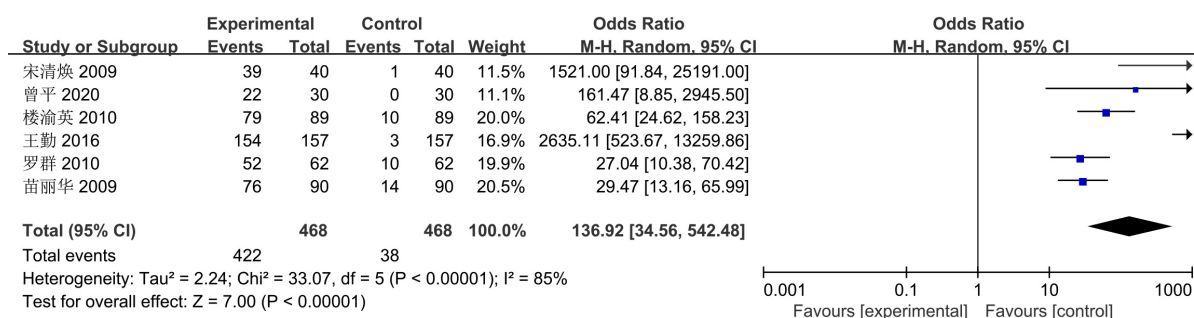 Experimental Control Odds Ratio Odds Ratio
Study or Subgroup Events Total Events Total Weight M-H, Random, 95% CI M-H, Random, 95% CI
宋清焕 2009 39 40 1 40 11.5% 1521.00 [91.84, 25191.00]
曾平 2020 22 30 0 30 11.1% 161.47 [8.85, 2945.50]
楼渝英 2010 79 89 10 89 20.0% 62.41 [24.62, 158.23]
王勤 2016 154 157 3 157 16.9% 2635.11 [523.67, 13259.86]
罗群 2010 52 62 10 62 19.9% 27.04 [10.38, 70.42]
苗丽华 2009 76 90 14 90 20.5% 29.47 [13.16, 65.99]
Total (95% CI) 468 468 100.0% 136.92 [34.56, 542.48]
Total events 422 38
Heterogeneity: Tau² = 2.24; Chi² = 33.07, df = 5 (P < 0.00001); I² = 85%
Test for overall effect: Z = 7.00 (P < 0.00001)
0.001 0.1 1 10 1000
Favours [experimental] Favours [control]